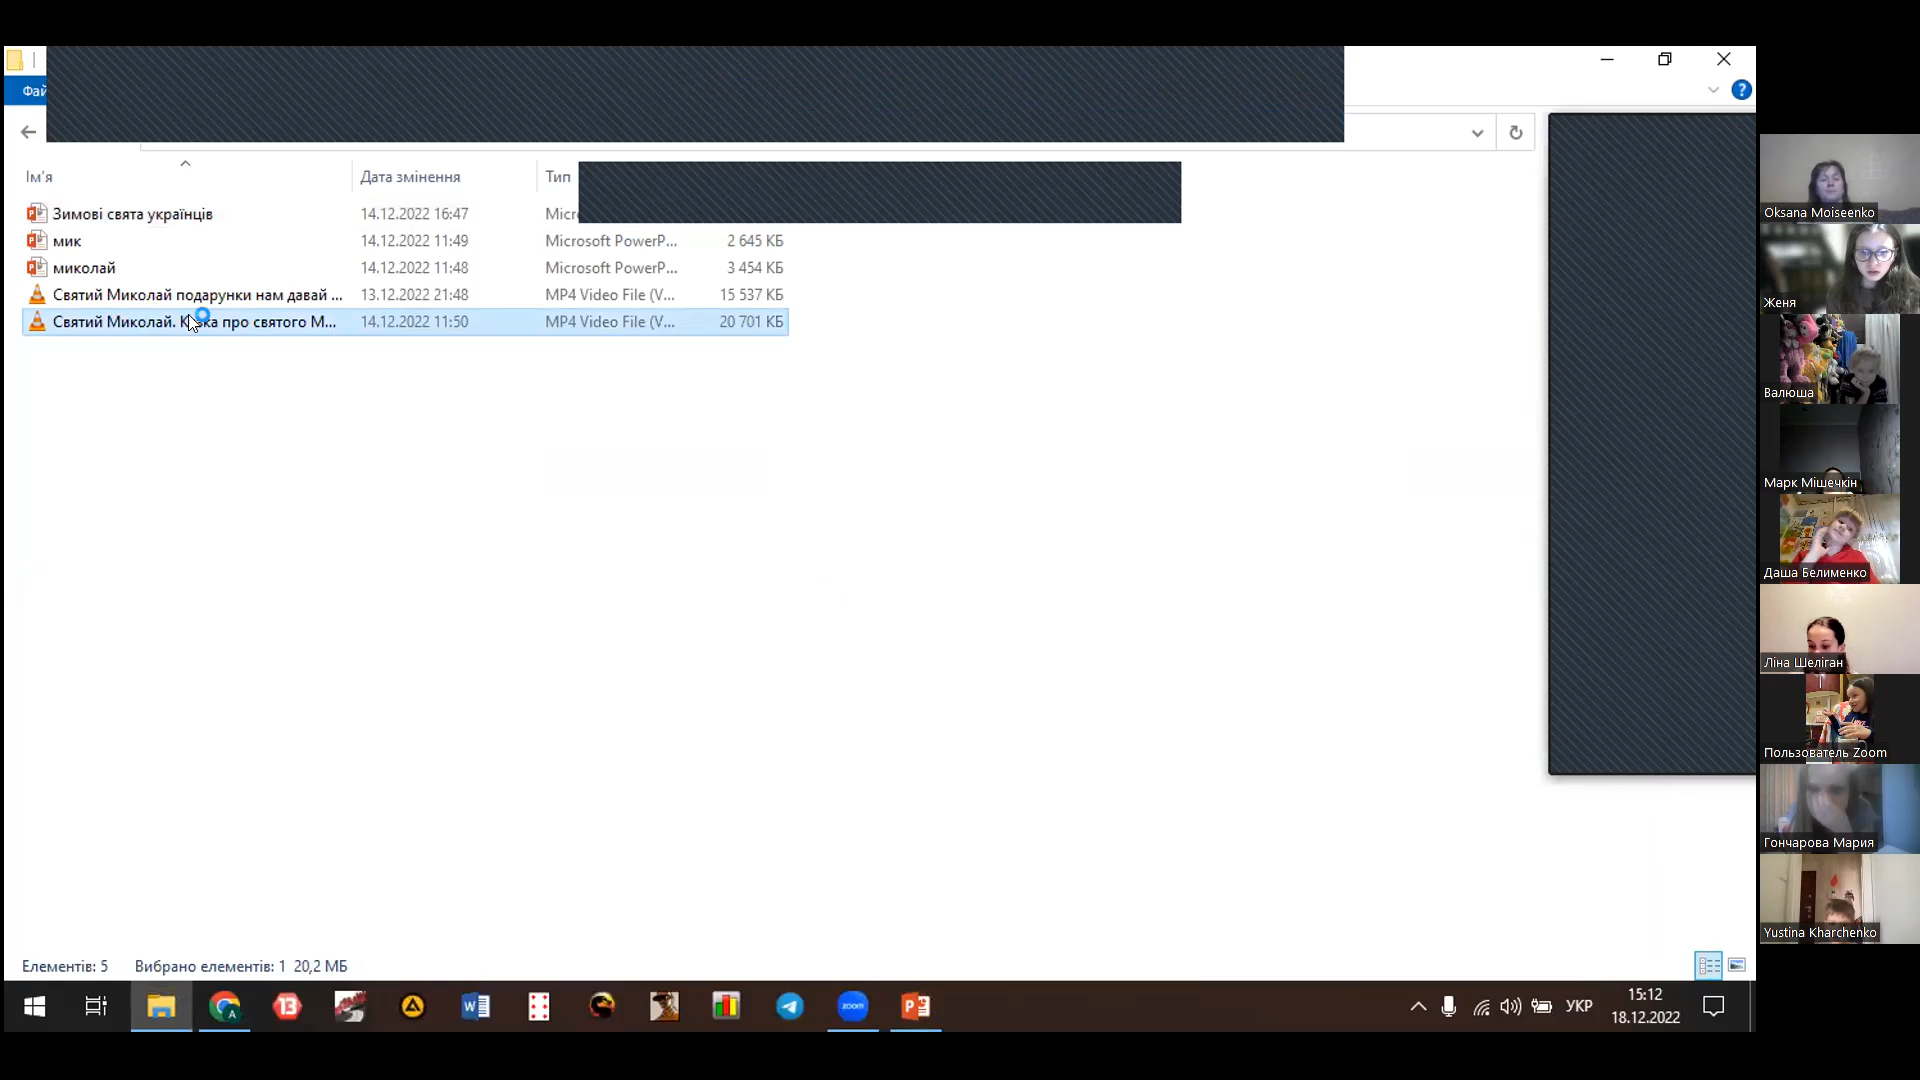 Фай
Ім'я Дата змінення Тип
Зимові свята українців 14.12.2022 16:47
мик 14.12.2022 11:49 Microsoft PowerP... 2 645 КБ
миколай 14.12.2022 11:48 Microsoft PowerP... 3 454 КБ
Святий Миколай подарунки нам давай ... 13.12.2022 21:48 MP4 Video File (V... 15 537 КБ
Святий Миколай. про святого М... 14.12.2022 11:50 MP4 Video File (V... 20 701 КБ
Елементів: 5 Вибрано елементів: 1 20,2 МБ
Oksana Moiseenko
Женя
Валюша
Марк Мішечкін
Даша Белименко
Ліна Шеліган
Пользователь Zoom
Гончарова Мария
Yustina Kharchenko
13 zoom УКР 15:12
18.12.2022